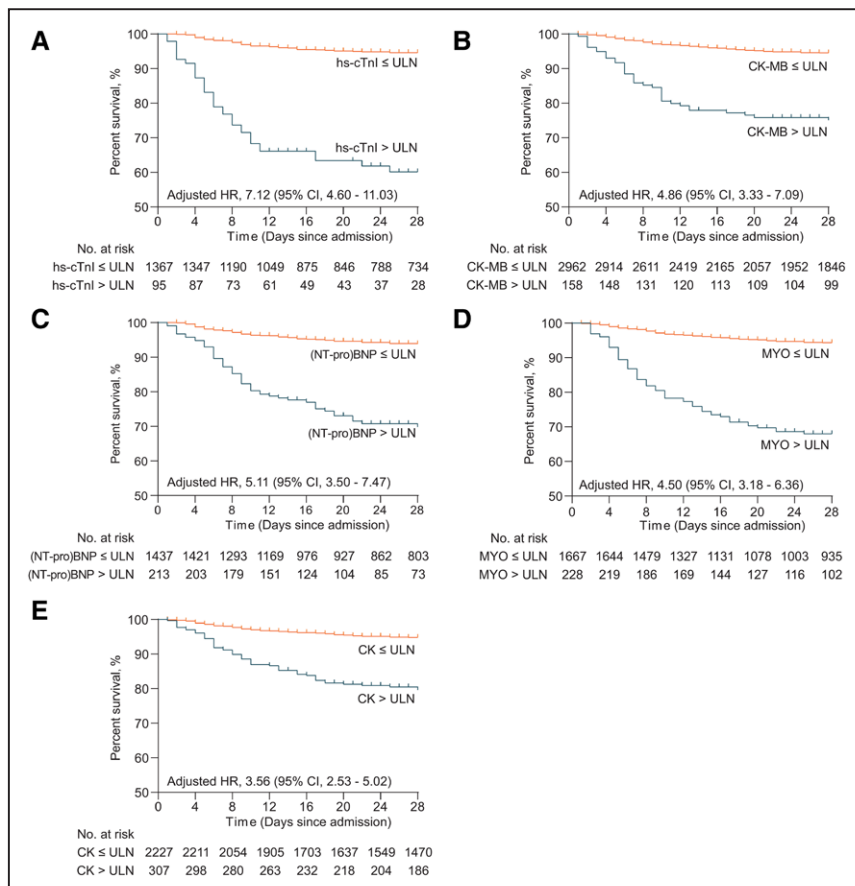 A
Percent survival, %
100
90
80
70
60
50
hs-cTnI ≤ ULN
hs-cTnI > ULN
Adjusted HR, 7.12 (95% CI, 4.60 - 11.03)
0 4 8 12 16 20 24 28
Time (Days since admission)
No. at risk
hs-cTnI ≤ ULN 1367 1347 1190 1049 875 846 788 734
hs-cTnI > ULN 95 87 73 61 49 43 37 28
B
Percent survival, %
100
90
80
70
60
50
CK-MB ≤ ULN
CK-MB > ULN
Adjusted HR, 4.86 (95% CI, 3.33 - 7.09)
0 4 8 12 16 20 24 28
Time (Days since admission)
No. at risk
CK-MB ≤ ULN 2962 2914 2611 2419 2165 2057 1952 1846
CK-MB > ULN 158 148 131 120 113 109 104 99
C
Percent survival, %
100
90
80
70
60
50
(NT-pro)BNP ≤ ULN
(NT-pro)BNP > ULN
Adjusted HR, 5.11 (95% CI, 3.50 - 7.47)
0 4 8 12 16 20 24 28
Time (Days since admission)
No. at risk
(NT-pro)BNP ≤ ULN 1437 1421 1293 1169 976 927 862 803
(NT-pro)BNP > ULN 213 203 179 151 124 104 85 73
D
Percent survival, %
100
90
80
70
60
50
MYO ≤ ULN
MYO > ULN
Adjusted HR, 4.50 (95% CI, 3.18 - 6.36)
0 4 8 12 16 20 24 28
Time (Days since admission)
No. at risk
MYO ≤ ULN 1667 1644 1479 1327 1131 1078 1003 935
MYO > ULN 228 219 186 169 144 127 116 102
E
Percent survival, %
100
90
80
70
60
50
CK ≤ ULN
CK > ULN
Adjusted HR, 3.56 (95% CI, 2.53 - 5.02)
0 4 8 12 16 20 24 28
Time (Days since admission)
No. at risk
CK ≤ ULN 2227 2211 2054 1905 1703 1637 1549 1470
CK > ULN 307 298 280 263 232 218 204 186